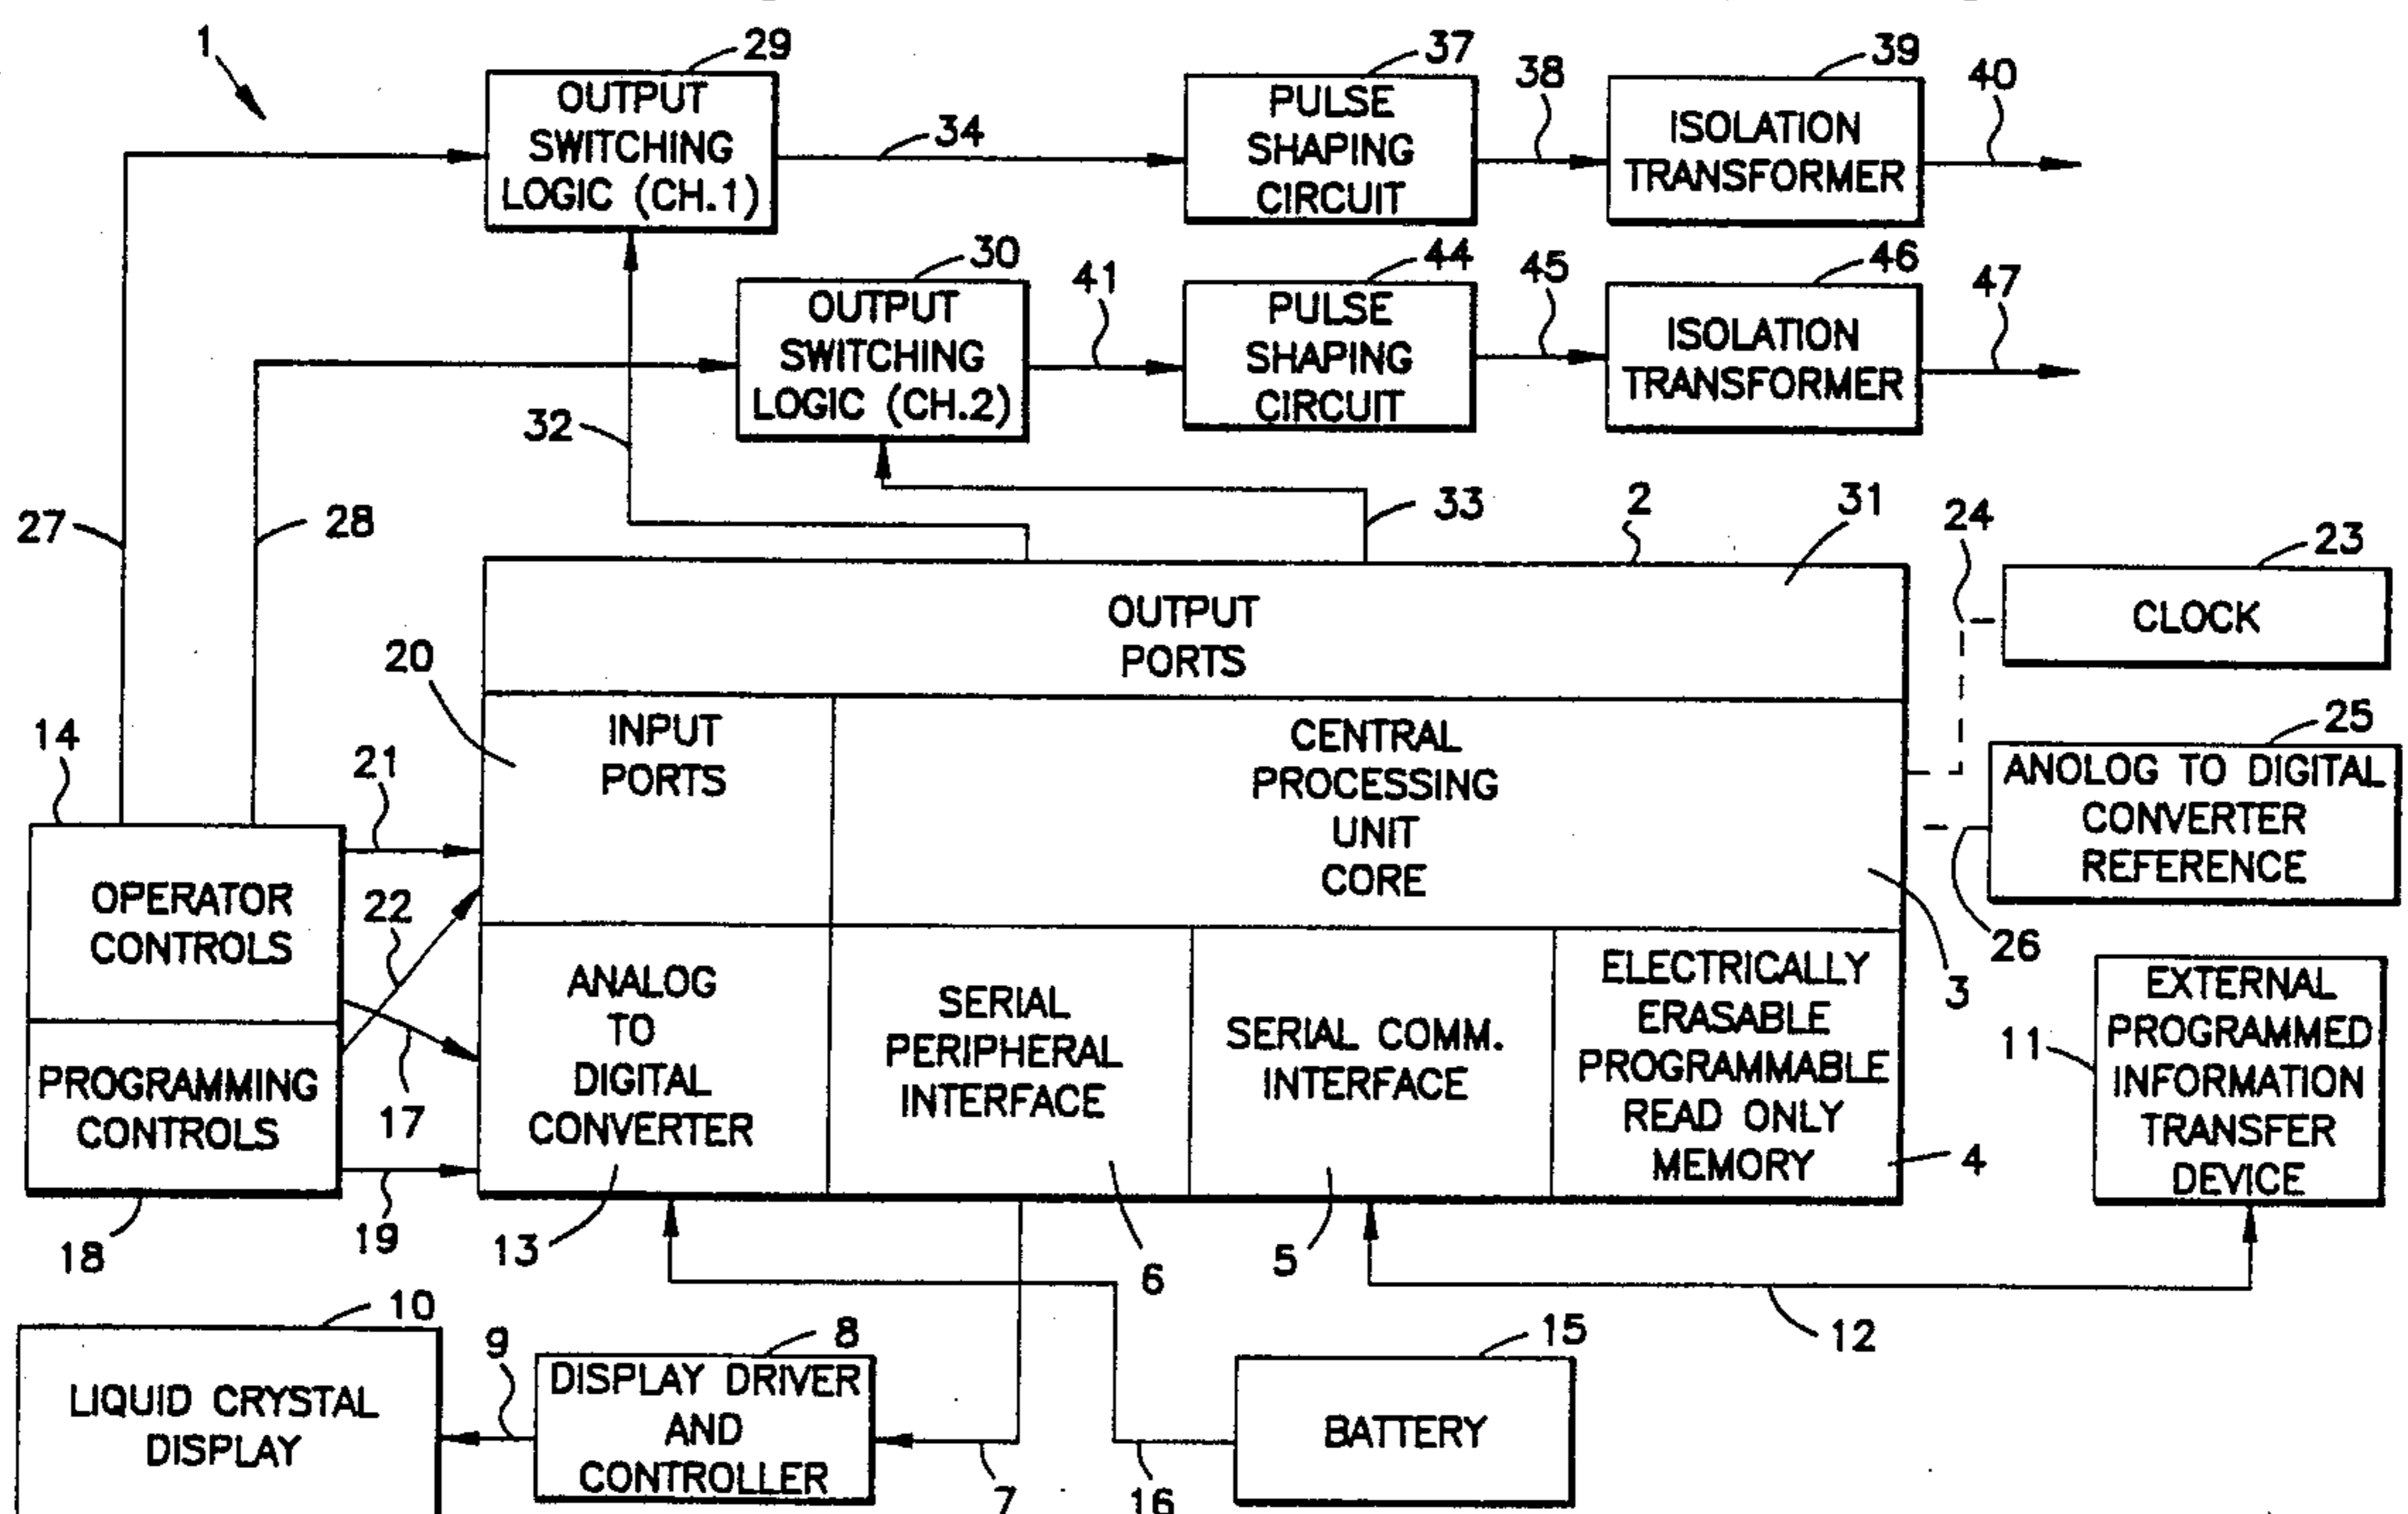 1
29
OUTPUT
SWITCHING
LOGIC (CH.1)
34
37
PULSE
SHAPING
CIRCUIT
38
39
ISOLATION
TRANSFORMER
40
30
OUTPUT
SWITCHING
LOGIC (CH.2)
41
44
PULSE
SHAPING
CIRCUIT
45
46
ISOLATION
TRANSFORMER
47
32
27
28
33
2
31
24
23
CLOCK
OUTPUT
PORTS
20
INPUT
PORTS
CENTRAL
PROCESSING
UNIT
CORE
3
25
ANOLOG TO DIGITAL
CONVERTER
REFERENCE
26
14
OPERATOR
CONTROLS
21
22
17
PROGRAMMING
CONTROLS
18
19
ANALOG
TO
DIGITAL
CONVERTER
13
SERIAL
PERIPHERAL
INTERFACE
6
SERIAL COMM.
INTERFACE
5
ELECTRICALLY
ERASABLE
PROGRAMMABLE
READ ONLY
MEMORY
4
11
EXTERNAL
PROGRAMMED
INFORMATION
TRANSFER
DEVICE
12
10
LIQUID CRYSTAL
DISPLAY
9
8
DISPLAY DRIVER
AND
CONTROLLER
7
16
15
BATTERY